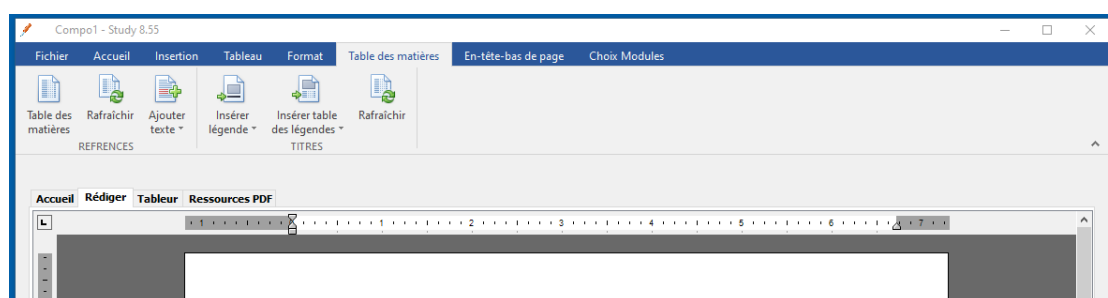 Compo1 - Study 8.55
Fichier Accueil Insertion Tableau Format Table des matières En-tête-bas de page Choix Modules
Table des Rafraîchir Ajouter Insérer Insérer table Rafraîchir
matières texte légende des légendes
REFRENCES TITRES
Accueil Rédiger Tableur Ressources PDF
L 1 1 2 3 4 5 6 7